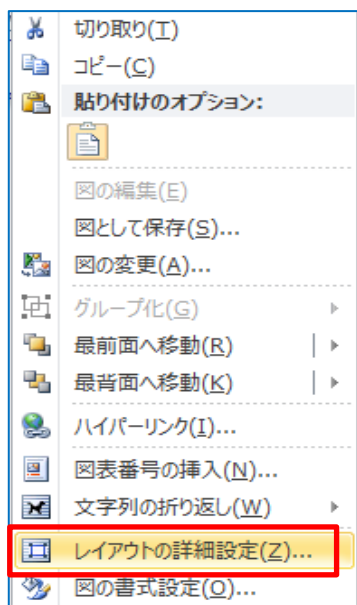 切り取り(T)
コピー(C)
貼り付けのオプション:
図の編集(E)
図として保存(S)...
図の変更(A)...
グループ化(G)
最前面へ移動(R)
最背面へ移動(K)
ハイパーリンク(I)...
図表番号の挿入(N)...
文字列の折り返し(W)
レイアウトの詳細設定(Z)...
図の書式設定(O)...